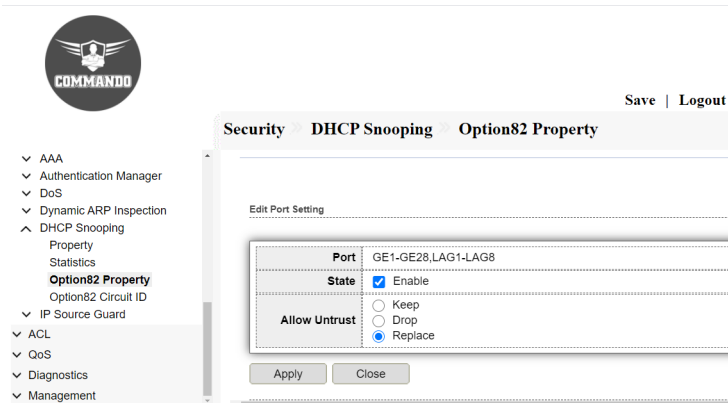 COMMANDO
Save | Logout
Security » DHCP Snooping » Option82 Property
AAA
Authentication Manager
DoS
Dynamic ARP Inspection
DHCP Snooping
Property
Statistics
Option82 Property
Option82 Circuit ID
IP Source Guard
ACL
QoS
Diagnostics
Management
Edit Port Setting
Port GE1-GE28,LAG1-LAG8
State Enable
Allow Untrust Keep
Drop
Replace
Apply Close